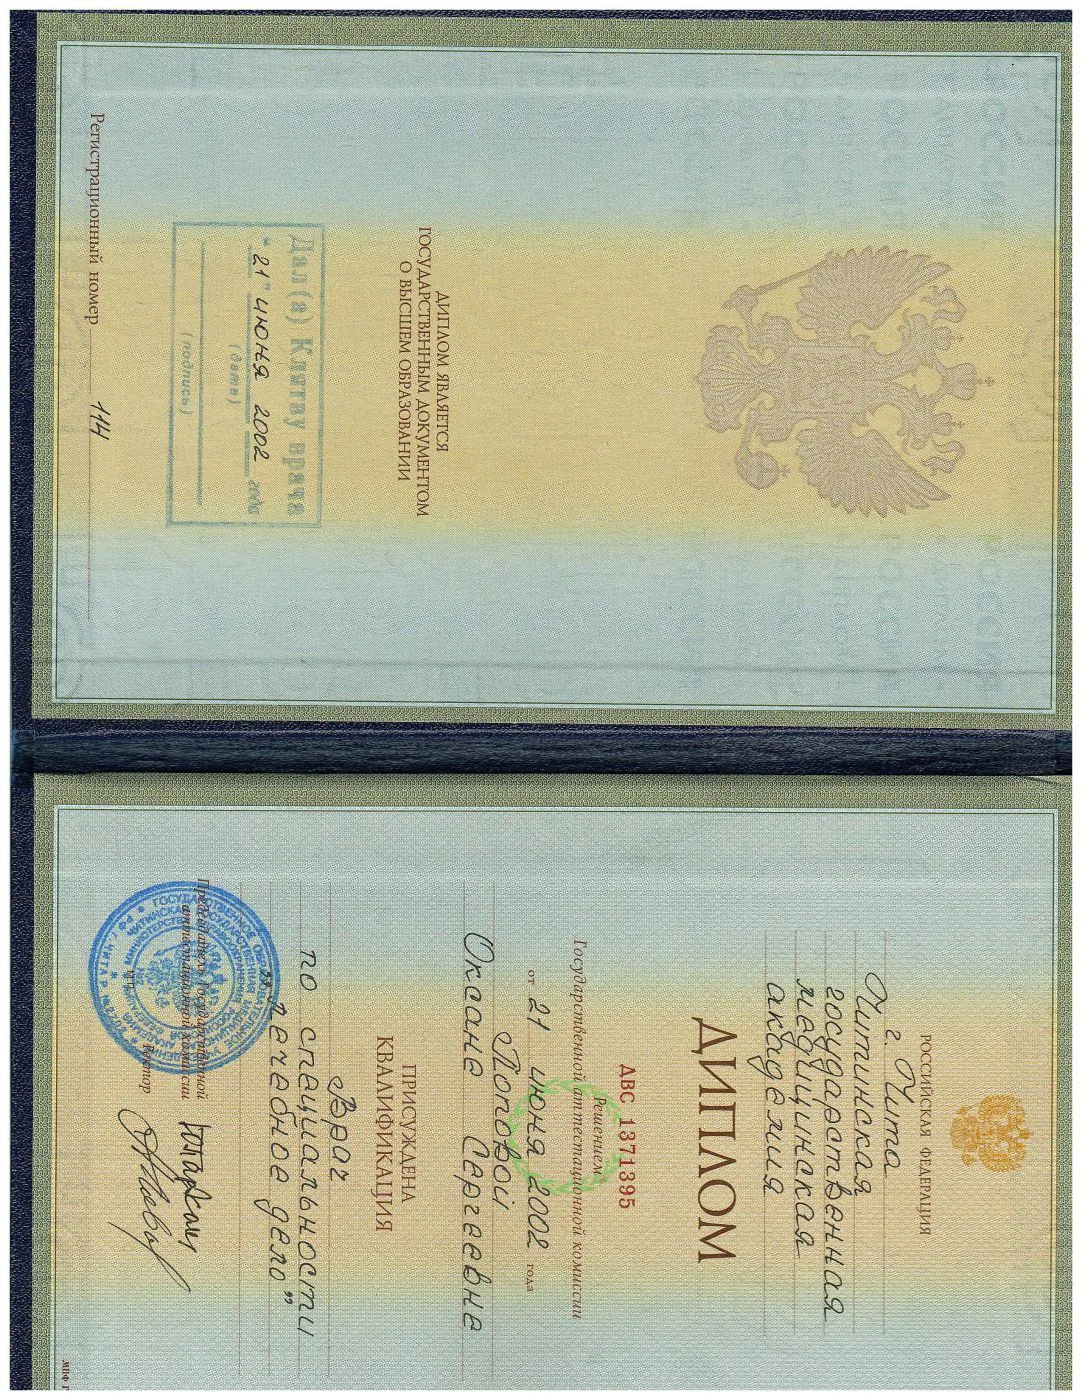 ДИПЛОМ ЯВЛЯЕТСЯ
ГОСУДАРСТВЕННЫМ ДОКУМЕНТОМ
О ВЫСШЕМ ОБРАЗОВАНИИ
Дал(а) Клятву врача
"21" июня 2002 года
(дата)
(подпись)
Регистрационный номер 114
РОССИЙСКАЯ ФЕДЕРАЦИЯ
г. Чита
Читинская
государственная
медицинская
академия
ДИПЛОМ
АВС 1371395
Решением
Государственной аттестационной комиссии
от 21 июня 2002 года
Поповой
Оксане Сергеевне
ПРИСУЖДЕНА
КВАЛИФИКАЦИЯ
Врач
по специальности
"Лечебное дело"
Председатель Государственной
аттестационной комиссии
Ректор